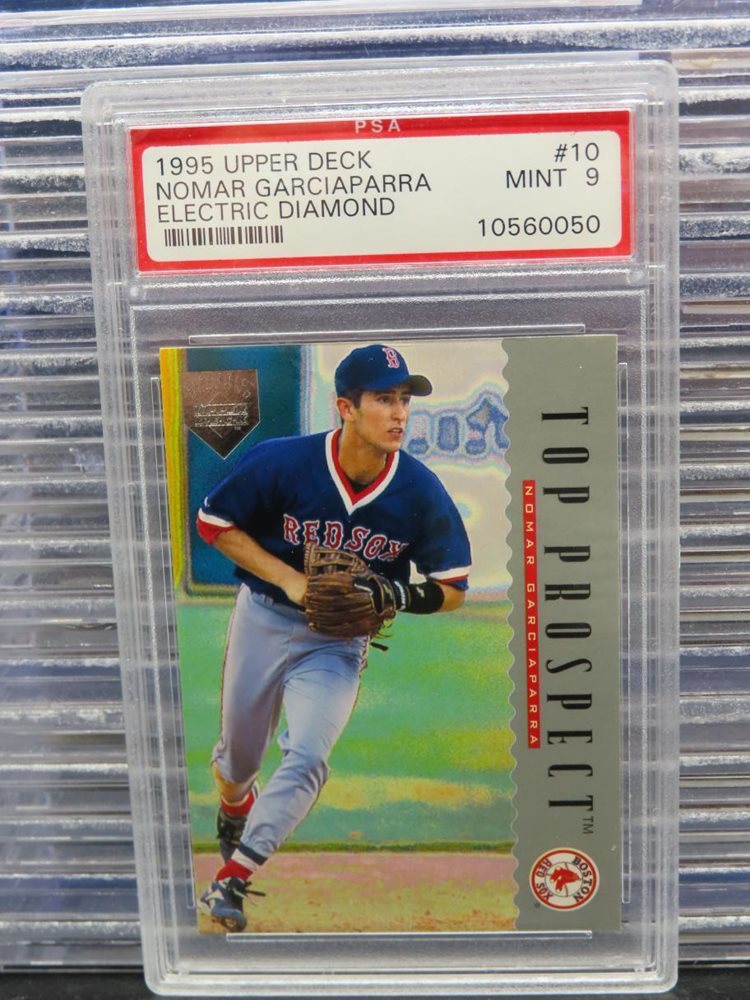 PSA
1995 UPPER DECK #10
NOMAR GARCIAPARRA MINT 9
ELECTRIC DIAMOND
10560050
B
RED SOX
TOP PROSPECT™
NOMAR GARCIAPARRA
BOSTON
RED SOX
®